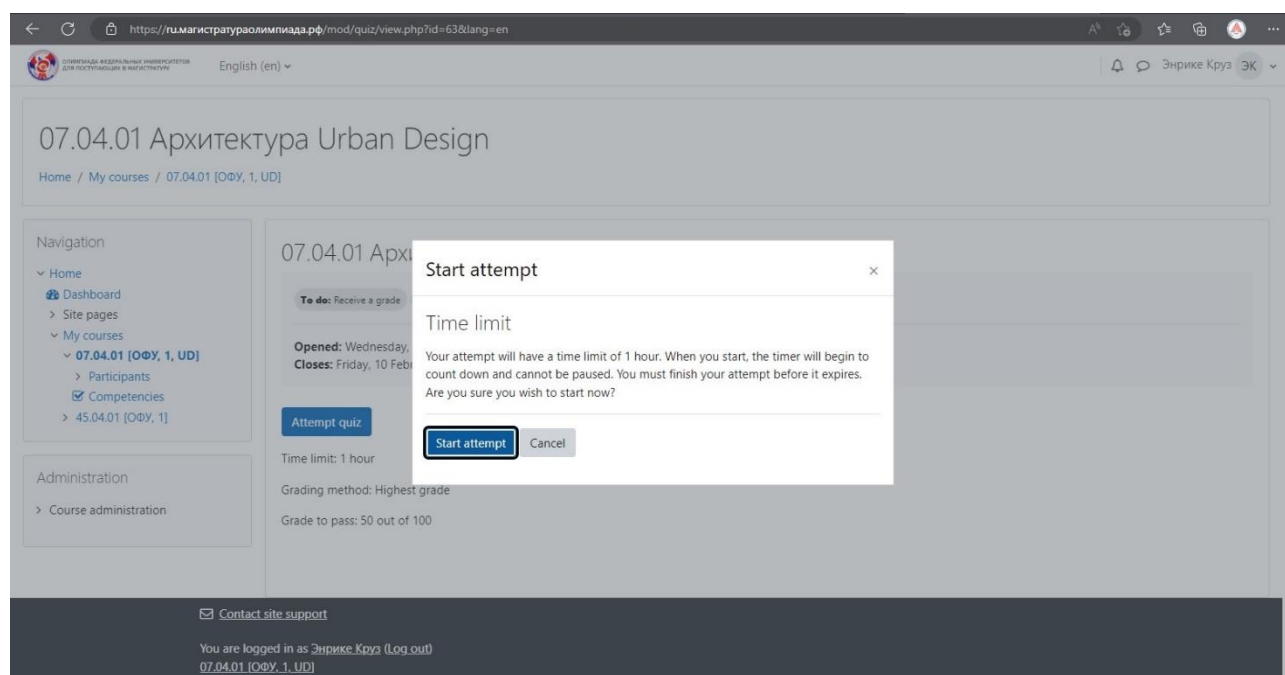 https://ru.магистратураолимпиада.рф/mod/quiz/view.php?id=63&lang=en
ОЛИМПИАДА ФЕДЕРАЛЬНЫХ УНИВЕРСИТЕТОВ
ДЛЯ ПОСТУПАЮЩИХ В МАГИСТРАТУРУ
English (en)
Энрике Круз ЭК
07.04.01 Архитектура Urban Design
Home / My courses / 07.04.01 [ОФУ, 1, UD]
Navigation
Home
Dashboard
Site pages
My courses
07.04.01 [ОФУ, 1, UD]
Participants
Competencies
45.04.01 [ОФУ, 1]
Administration
Course administration
07.04.01
To do: Receive a grade
Opened: Wednesday,
Closes: Friday, 10
Attempt quiz
Time limit: 1 hour
Grading method: Highest grade
Grade to pass: 50 out of 100
Start attempt ×
Time limit
Your attempt will have a time limit of 1 hour. When you start, the timer will begin to
count down and cannot be paused. You must finish your attempt before it expires.
Are you sure you wish to start now?
Start attempt Cancel
Contact site support
You are logged in as Энрике Круз (Log out)
07.04.01 [ОФУ, 1, UD]